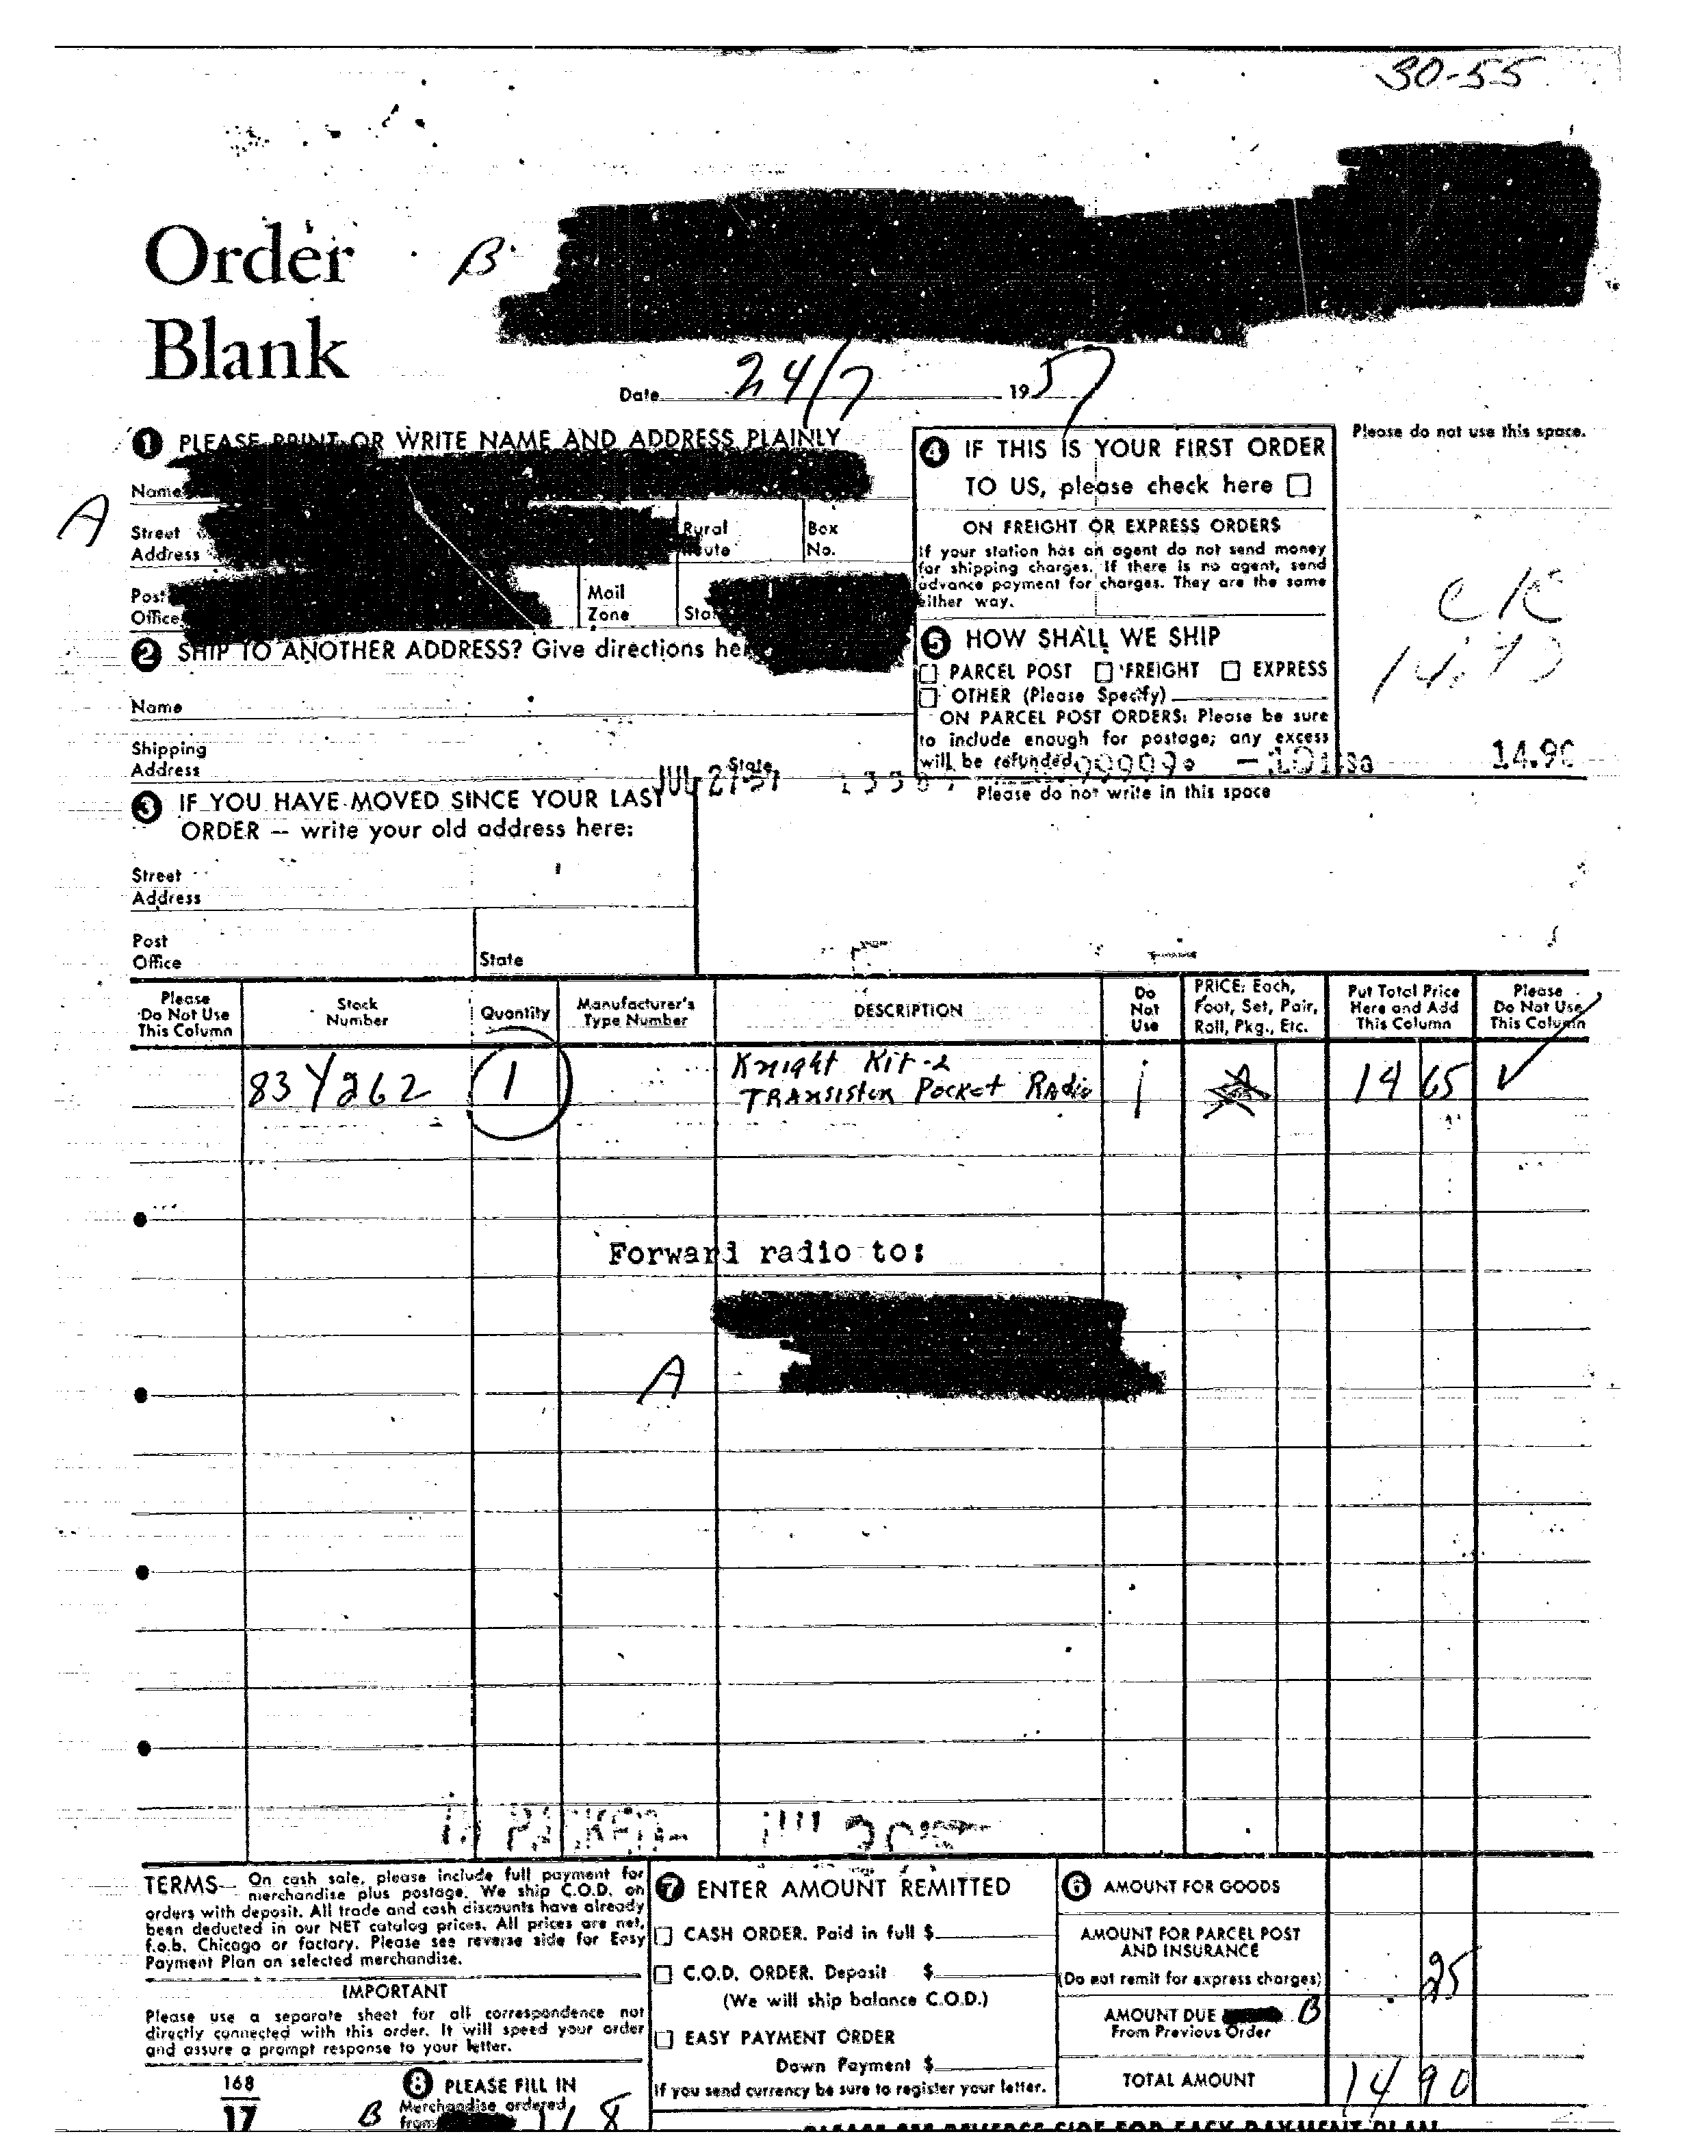 30-55
Order
B
Blank
Date 24/7 1957
1 PLEASE PRINT OR WRITE NAME AND ADDRESS PLAINLY
Name
A
Street
Address
Rural
Route
Box
No.
Post
Office
Mail
Zone
2 SHIP TO ANOTHER ADDRESS? Give directions
Name
Shipping
Address
State
JUL 27-57
3 IF YOU HAVE MOVED SINCE YOUR LAST
ORDER -- write your old address here:
Street
Address
Post
Office
State
4 IF THIS IS YOUR FIRST ORDER
TO US, please check here
ON FREIGHT OR EXPRESS ORDERS
If your station has an agent do not send money
for shipping charges. If there is no agent, send
advance payment for charges. They are the same
either way.
5 HOW SHALL WE SHIP
PARCEL POST FREIGHT EXPRESS
OTHER (Please Specify)
ON PARCEL POST ORDERS: Please be sure
to include enough for postage; any excess
will be refunded
Please do not use this space.
ck
14.90
Please do not write in this space
Please
Do Not Use
This Column
Stock
Number
Quantity
Manufacturer's
Type Number
DESCRIPTION
Do
Not
Use
PRICE: Each,
Foot, Set, Pair,
Roll, Pkg., Etc.
Put Total Price
Here and Add
This Column
Please
Do Not Use
This Column
83Y262 1 Knight Kit-2 14 65 ✓
TRANSISTOR Pocket Radio
Forward radio to:
A
TERMS-- On cash sale, please include full payment for
merchandise plus postage. We ship C.O.D. on
orders with deposit. All trade and cash discounts have already
been deducted in our NET catalog prices. All prices are net,
f.o.b. Chicago or factory. Please see reverse side for Easy
Payment Plan on selected merchandise.
IMPORTANT
Please use a separate sheet for all correspondence not
directly connected with this order. It will speed your order
and assure a prompt response to your letter.
168
17
8 PLEASE FILL IN
Merchandise ordered
B from
7 ENTER AMOUNT REMITTED
CASH ORDER. Paid in full $
C.O.D. ORDER. Deposit $
(We will ship balance C.O.D.)
EASY PAYMENT ORDER
Down Payment $
If you send currency be sure to register your letter.
6 AMOUNT FOR GOODS
AMOUNT FOR PARCEL POST
AND INSURANCE
(Do not remit for express charges) 25
AMOUNT DUE B
From Previous Order
TOTAL AMOUNT 14 90
PLEASE SEE REVERSE SIDE FOR EASY PAYMENT PLAN